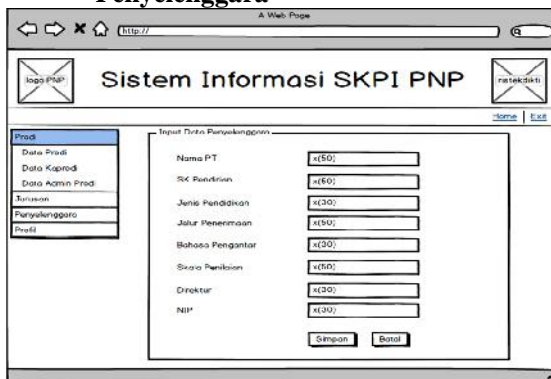 Penyelenggara
A Web Page
http://
logo PNP
Sistem Informasi SKPI PNP
ristekdikti
Home | Exit
Prodi
Data Prodi
Data Kaprodi
Data Admin Prodi
Jurusan
Penyelenggara
Profil
Input Data Penyelenggara
Nama PT x(50)
SK Pendirian x(50)
Jenis Pendidikan x(30)
Jalur Penerimaan x(50)
Bahasa Pengantar x(30)
Skala Penilaian x(50)
Direktur x(30)
NIP x(30)
Simpan Batal